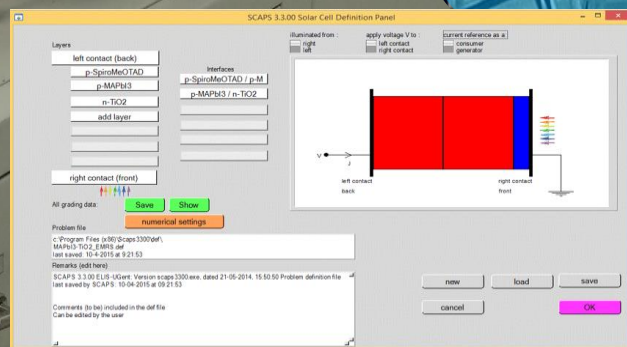 SCAPS 3.3.00 Solar Cell Definition Panel
Layers
left contact (back)
p-SpiroMeOTAD
p-MAPbI3
n-TiO2
add layer
right contact (front)
Interfaces
p-SpiroMeOTAD / p-M
p-MAPbI3 / n-TiO2
illuminated from :
right
left
apply voltage V to :
left contact
right contact
current reference as a:
consumer
generator
V
J
left contact
back
right contact
front
All grading data:
Save
Show
numerical settings
Problem file
c:\Program Files (x86)\Scaps3300\def\
MAPbI3-TiO2_EMRS.def
last saved: 10-4-2015 at 9:21:53
Remarks (edit here)
SCAPS 3.3.00 ELIS-UGent: Version scaps3300.exe, dated 21-05-2014, 15:50:50 Problem definition file
last saved by SCAPS: 10-04-2015 at 09:21:53
Comments (to be) included in the def file
Can be edited by the user
new
load
save
cancel
OK